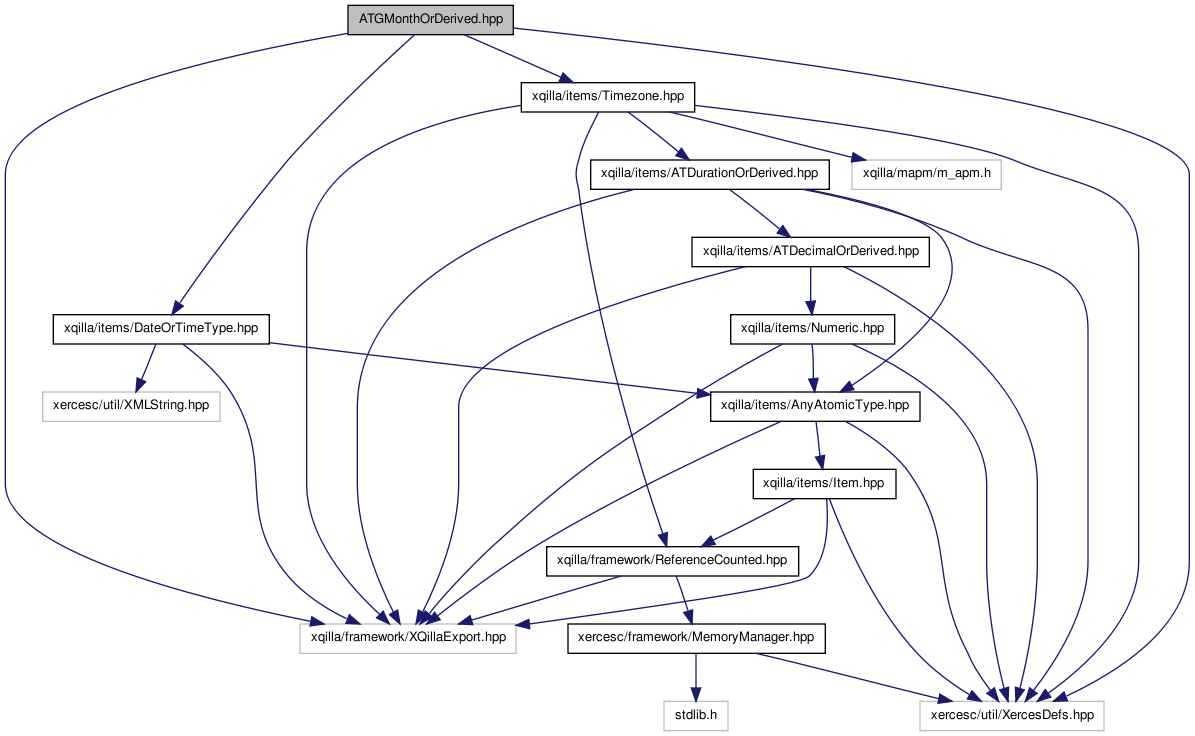 ATGMonthOrDerived.hpp
xqilla/items/Timezone.hpp
xqilla/items/ATDurationOrDerived.hpp
xqilla/mapm/m_apm.h
xqilla/items/ATDecimalOrDerived.hpp
xqilla/items/DateOrTimeType.hpp
xqilla/items/Numeric.hpp
xercesc/util/XMLString.hpp
xqilla/items/AnyAtomicType.hpp
xqilla/items/Item.hpp
xqilla/framework/ReferenceCounted.hpp
xqilla/framework/XQillaExport.hpp
xercesc/framework/MemoryManager.hpp
stdlib.h
xercesc/util/XercesDefs.hpp